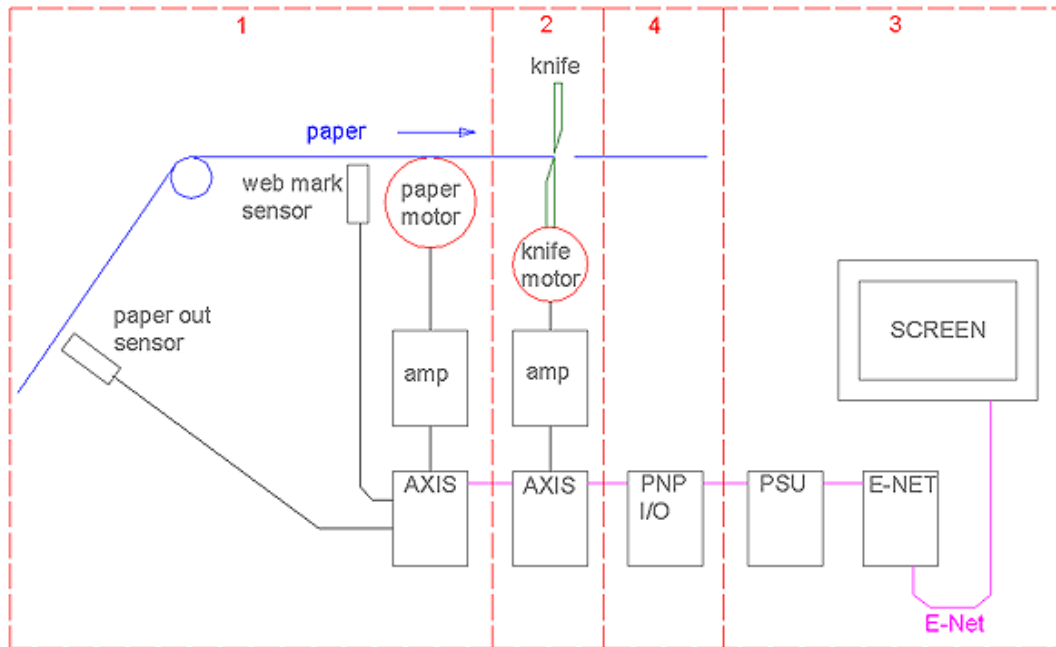 1
2
4
3
knife
paper
web mark
sensor
paper
motor
knife
motor
paper out
sensor
amp
amp
SCREEN
AXIS
AXIS
PNP
I/O
PSU
E-NET
E-Net